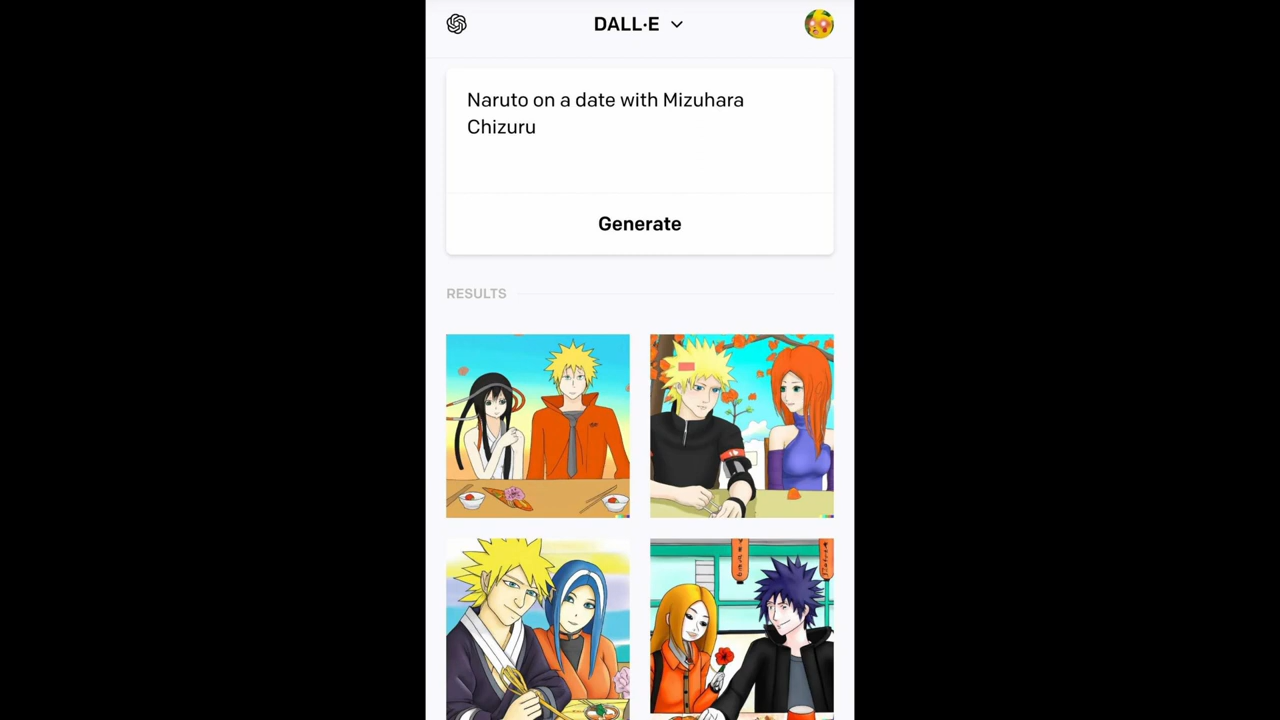 DALL·E
Naruto on a date with Mizuhara
Chizuru
Generate
RESULTS